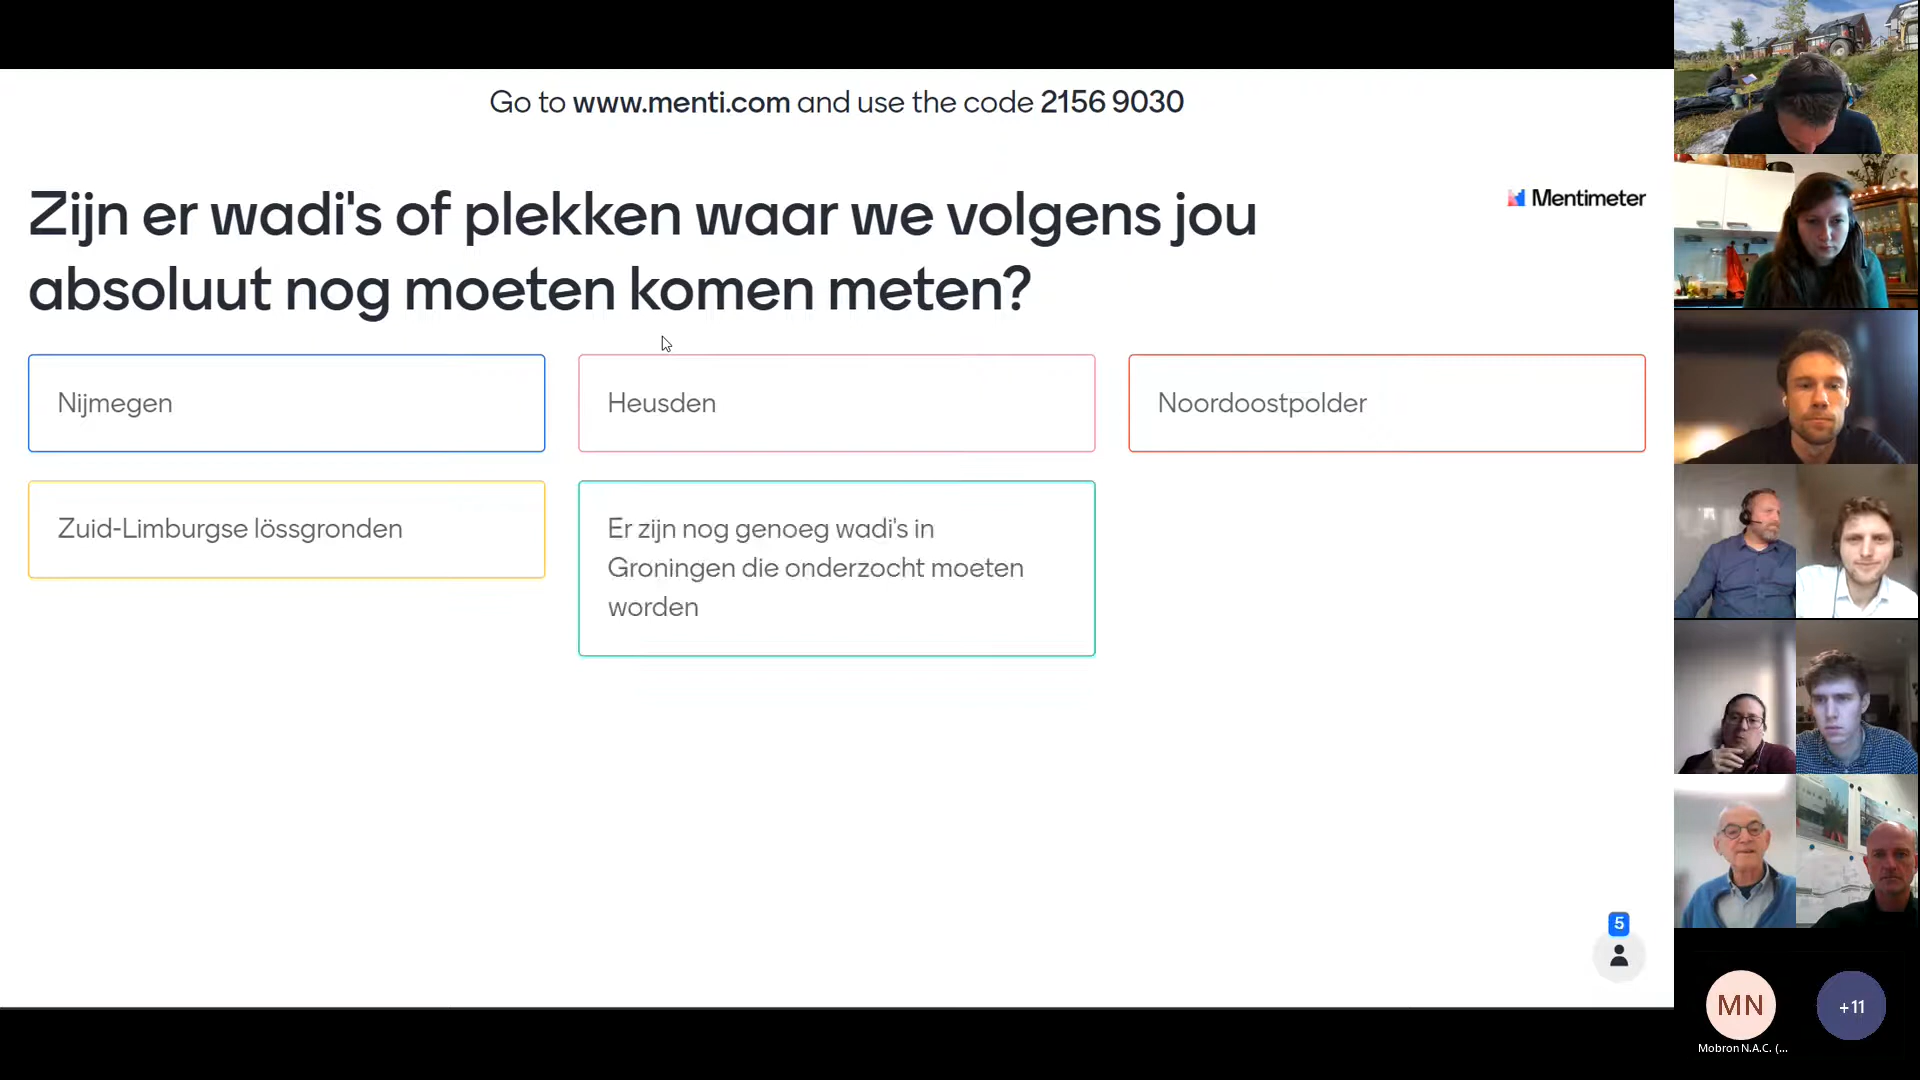 Go to www.menti.com and use the code 2156 9030
Zijn er wadi's of plekken waar we volgens jou
absoluut nog moeten komen meten?
Mentimeter
Nijmegen
Heusden
Noordoostpolder
Zuid-Limburgse lössgronden
Er zijn nog genoeg wadi's in
Groningen die onderzocht moeten
worden
5
MN
+11
Mobron N.A.C. (...